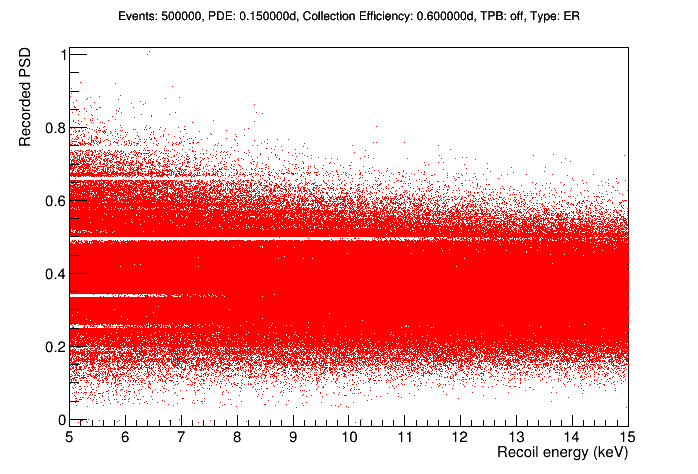 Events: 500000, PDE: 0.150000d, Collection Efficiency: 0.600000d, TPB: off, Type: ER
Recorded PSD
1
0.8
0.6
0.4
0.2
0
5 6 7 8 9 10 11 12 13 14 15
Recoil energy (keV)